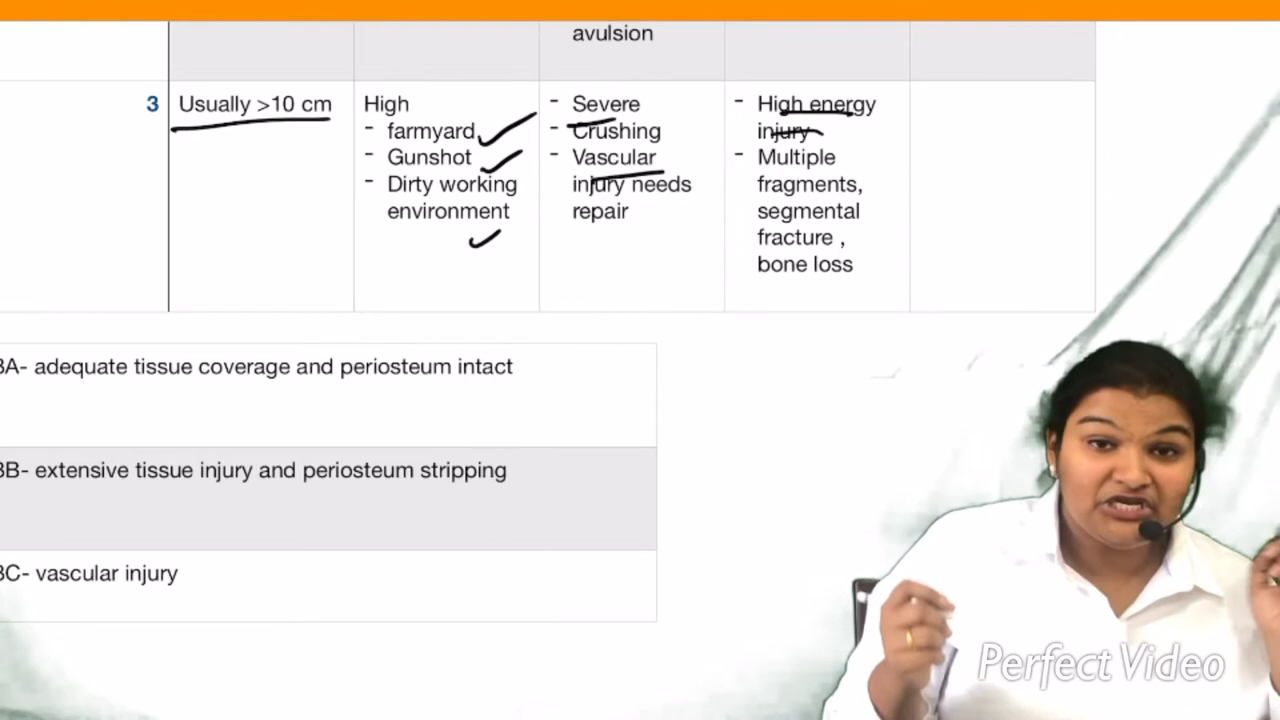 avulsion
3
Usually >10 cm
High
- farmyard
- Gunshot
- Dirty working
environment
- Severe
- Crushing
- Vascular
injury needs
repair
- High energy
injury
- Multiple
fragments,
segmental
fracture ,
bone loss
3A- adequate tissue coverage and periosteum intact
3B- extensive tissue injury and periosteum stripping
3C- vascular injury
Perfect Video